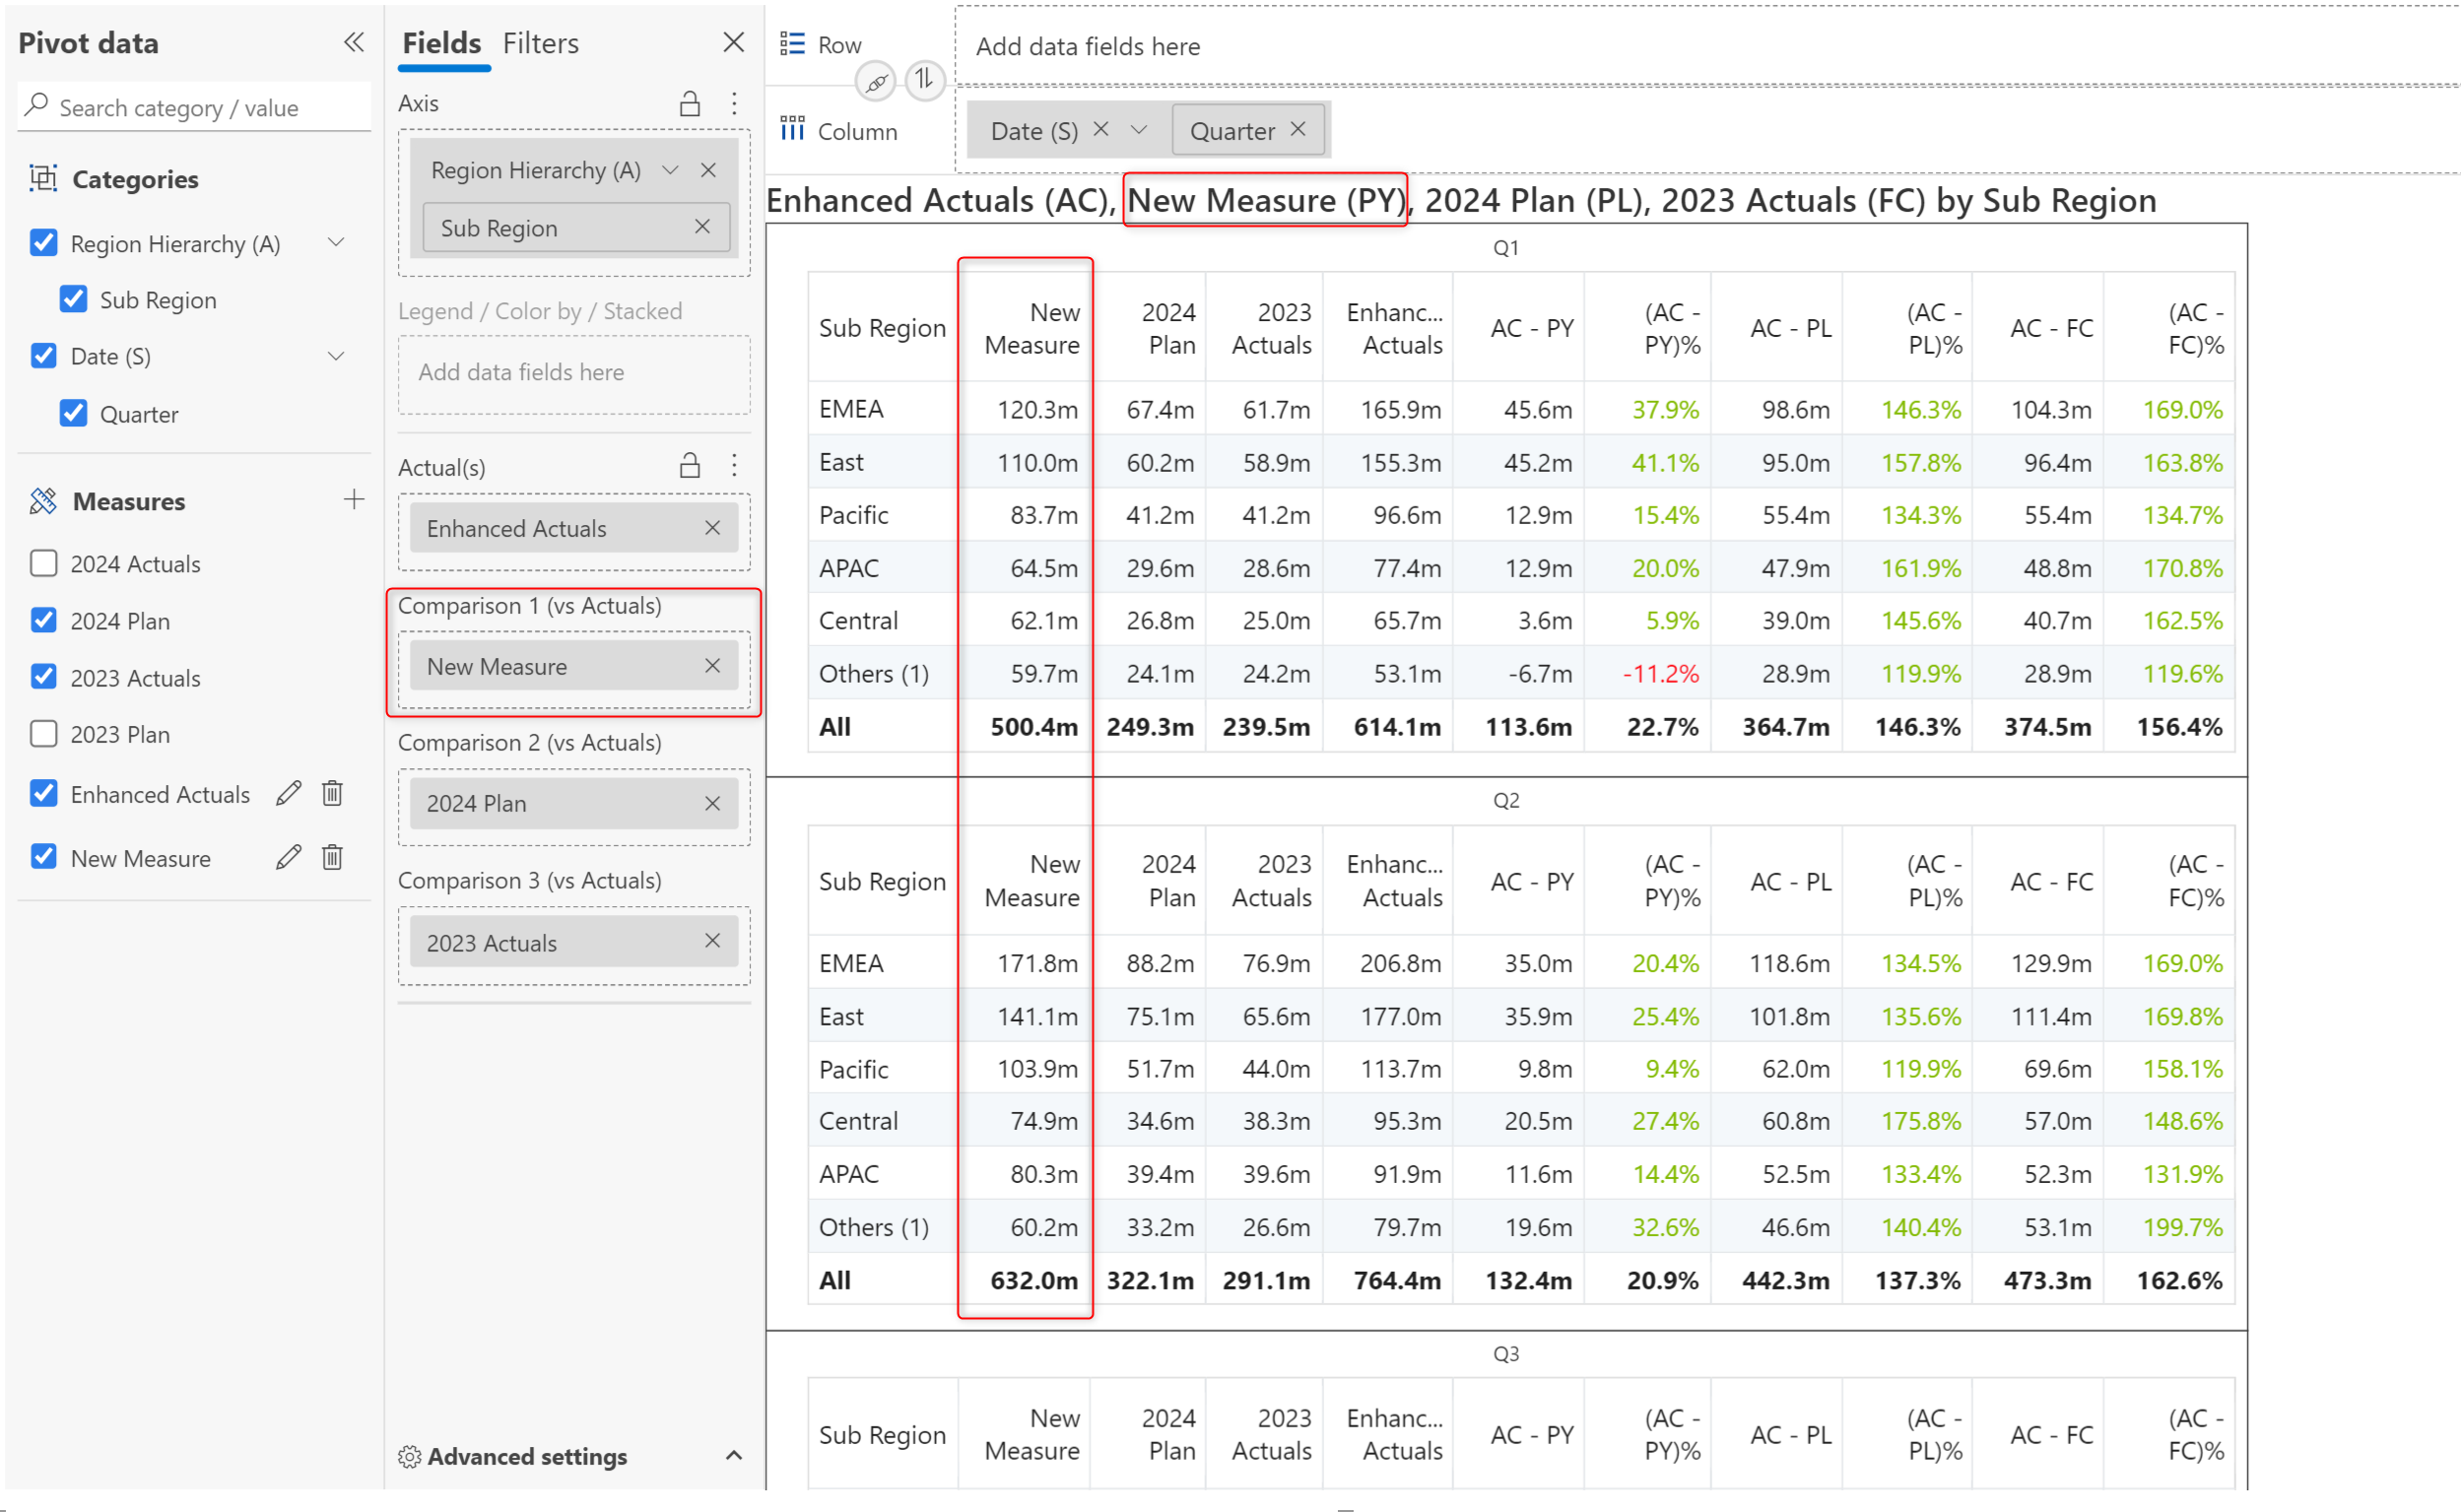 Pivot data
Search category / value
Categories
Region Hierarchy (A)
Sub Region
Date (S)
Quarter
Measures
2024 Actuals
2024 Plan
2023 Actuals
2023 Plan
Enhanced Actuals
New Measure
Fields Filters
Axis
Region Hierarchy (A)
Sub Region
Legend / Color by / Stacked
Add data fields here
Actual(s)
Enhanced Actuals
Comparison 1 (vs Actuals)
New Measure
Comparison 2 (vs Actuals)
2024 Plan
Comparison 3 (vs Actuals)
2023 Actuals
Advanced settings
Row Add data fields here
Column Date (S) Quarter
Enhanced Actuals (AC), New Measure (PY), 2024 Plan (PL), 2023 Actuals (FC) by Sub Region
Q1
Sub Region New Measure 2024 Plan 2023 Actuals Enhanc... Actuals AC - PY (AC - PY)% AC - PL (AC - PL)% AC - FC (AC - FC)%
EMEA 120.3m 67.4m 61.7m 165.9m 45.6m 37.9% 98.6m 146.3% 104.3m 169.0%
East 110.0m 60.2m 58.9m 155.3m 45.2m 41.1% 95.0m 157.8% 96.4m 163.8%
Pacific 83.7m 41.2m 41.2m 96.6m 12.9m 15.4% 55.4m 134.3% 55.4m 134.7%
APAC 64.5m 29.6m 28.6m 77.4m 12.9m 20.0% 47.9m 161.9% 48.8m 170.8%
Central 62.1m 26.8m 25.0m 65.7m 3.6m 5.9% 39.0m 145.6% 40.7m 162.5%
Others (1) 59.7m 24.1m 24.2m 53.1m -6.7m -11.2% 28.9m 119.9% 28.9m 119.6%
All 500.4m 249.3m 239.5m 614.1m 113.6m 22.7% 364.7m 146.3% 374.5m 156.4%
Q2
Sub Region New Measure 2024 Plan 2023 Actuals Enhanc... Actuals AC - PY (AC - PY)% AC - PL (AC - PL)% AC - FC (AC - FC)%
EMEA 171.8m 88.2m 76.9m 206.8m 35.0m 20.4% 118.6m 134.5% 129.9m 169.0%
East 141.1m 75.1m 65.6m 177.0m 35.9m 25.4% 101.8m 135.6% 111.4m 169.8%
Pacific 103.9m 51.7m 44.0m 113.7m 9.8m 9.4% 62.0m 119.9% 69.6m 158.1%
Central 74.9m 34.6m 38.3m 95.3m 20.5m 27.4% 60.8m 175.8% 57.0m 148.6%
APAC 80.3m 39.4m 39.6m 91.9m 11.6m 14.4% 52.5m 133.4% 52.3m 131.9%
Others (1) 60.2m 33.2m 26.6m 79.7m 19.6m 32.6% 46.6m 140.4% 53.1m 199.7%
All 632.0m 322.1m 291.1m 764.4m 132.4m 20.9% 442.3m 137.3% 473.3m 162.6%
Q3
Sub Region New Measure 2024 Plan 2023 Actuals Enhanc... Actuals AC - PY (AC - PY)% AC - PL (AC - PL)% AC - FC (AC - FC)%